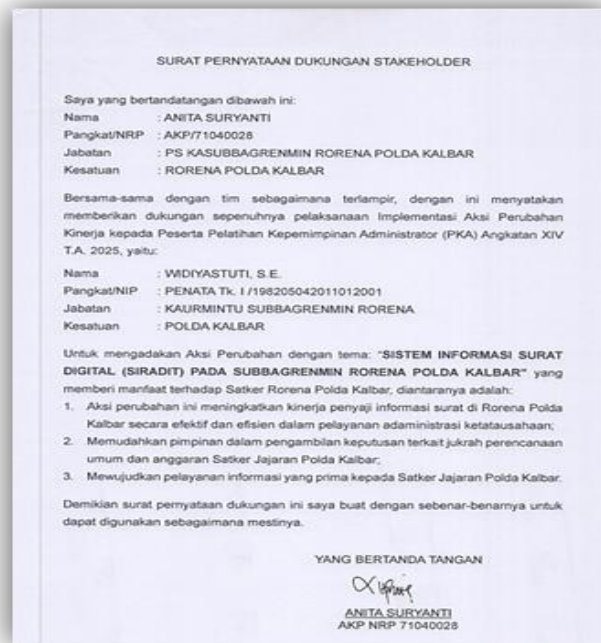 SURAT PERNYATAAN DUKUNGAN STAKEHOLDER
Saya yang bertandatangan dibawah ini:
Nama : ANITA SURYANTI
Pangkat/NRP : AKP/71040028
Jabatan : PS KASUBBAGRENMIN RORENA POLDA KALBAR
Kesatuan : RORENA POLDA KALBAR
Bersama-sama dengan tim sebagaimana terlampir, dengan ini menyatakan
memberikan dukungan sepenuhnya pelaksanaan Implementasi Aksi Perubahan
Kinerja kepada Peserta Pelatihan Kepemimpinan Administrator (PKA) Angkatan XIV
T.A. 2025, yaitu:
Nama : WIDIYASTUTI, S.E.
Pangkat/NIP : PENATA Tk. I /198205042011012001
Jabatan : KAURMINTU SUBBAGRENMIN RORENA
Kesatuan : POLDA KALBAR
Untuk mengadakan Aksi Perubahan dengan tema: "SISTEM INFORMASI SURAT
DIGITAL (SIRADIT) PADA SUBBAGRENMIN RORENA POLDA KALBAR" yang
memberi manfaat terhadap Satker Rorena Polda Kalbar, diantaranya adalah:
1. Aksi perubahan ini meningkatkan kinerja penyaji informasi surat di Rorena Polda
Kalbar secara efektif dan efisien dalam pelayanan adaministrasi ketatausahaan;
2. Memudahkan pimpinan dalam pengambilan keputusan terkait jukrah perencanaan
umum dan anggaran Satker Jajaran Polda Kalbar;
3. Mewujudkan pelayanan informasi yang prima kepada Satker Jajaran Polda Kalbar.
Demikian surat pernyataan dukungan ini saya buat dengan sebenar-benarnya untuk
dapat digunakan sebagaimana mestinya.
YANG BERTANDA TANGAN
ANITA SURYANTI
AKP NRP 71040028